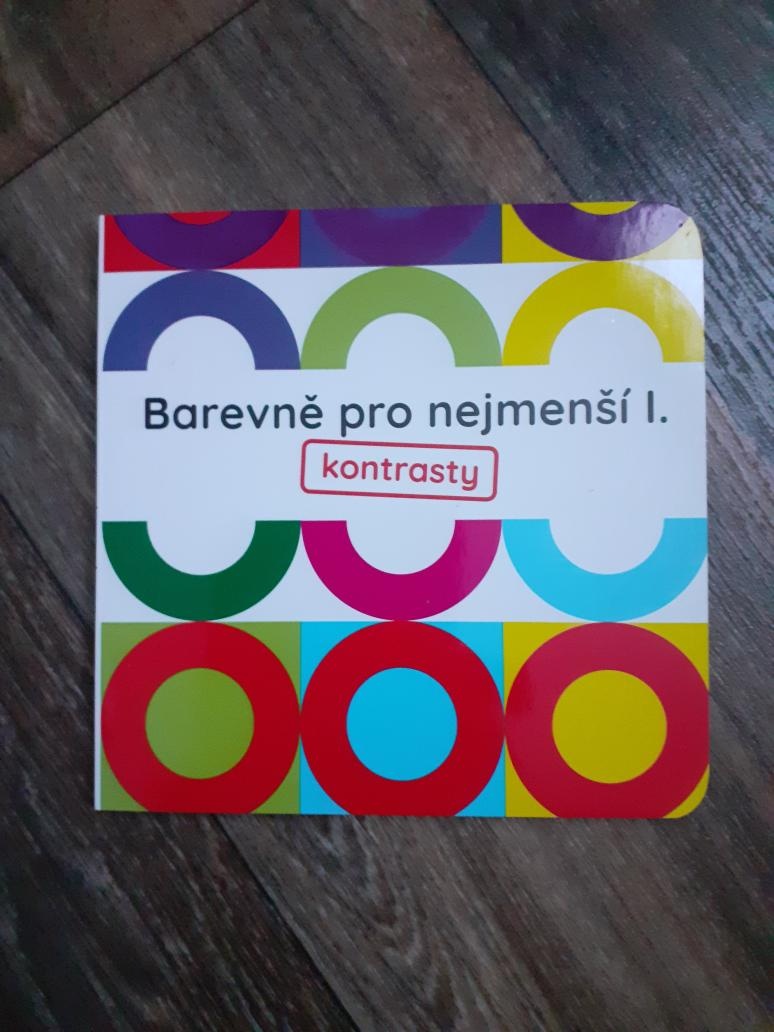 Barevně pro nejmenší I.
kontrasty